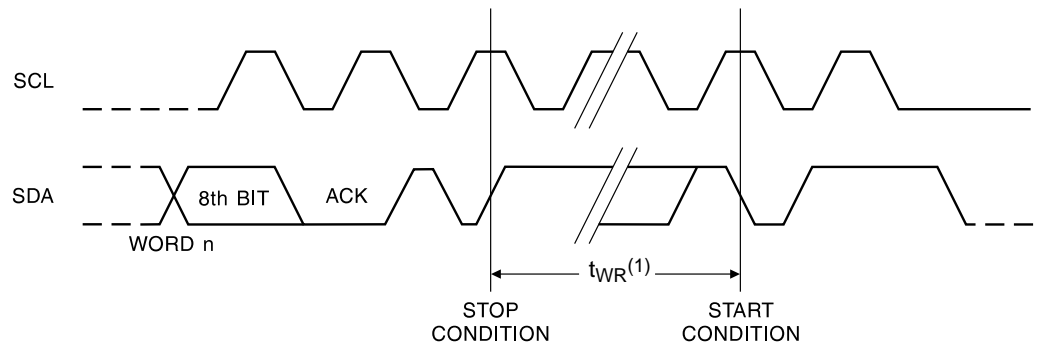 SCL
SDA
8th BIT
ACK
WORD n
tWR(1)
STOP
CONDITION
START
CONDITION